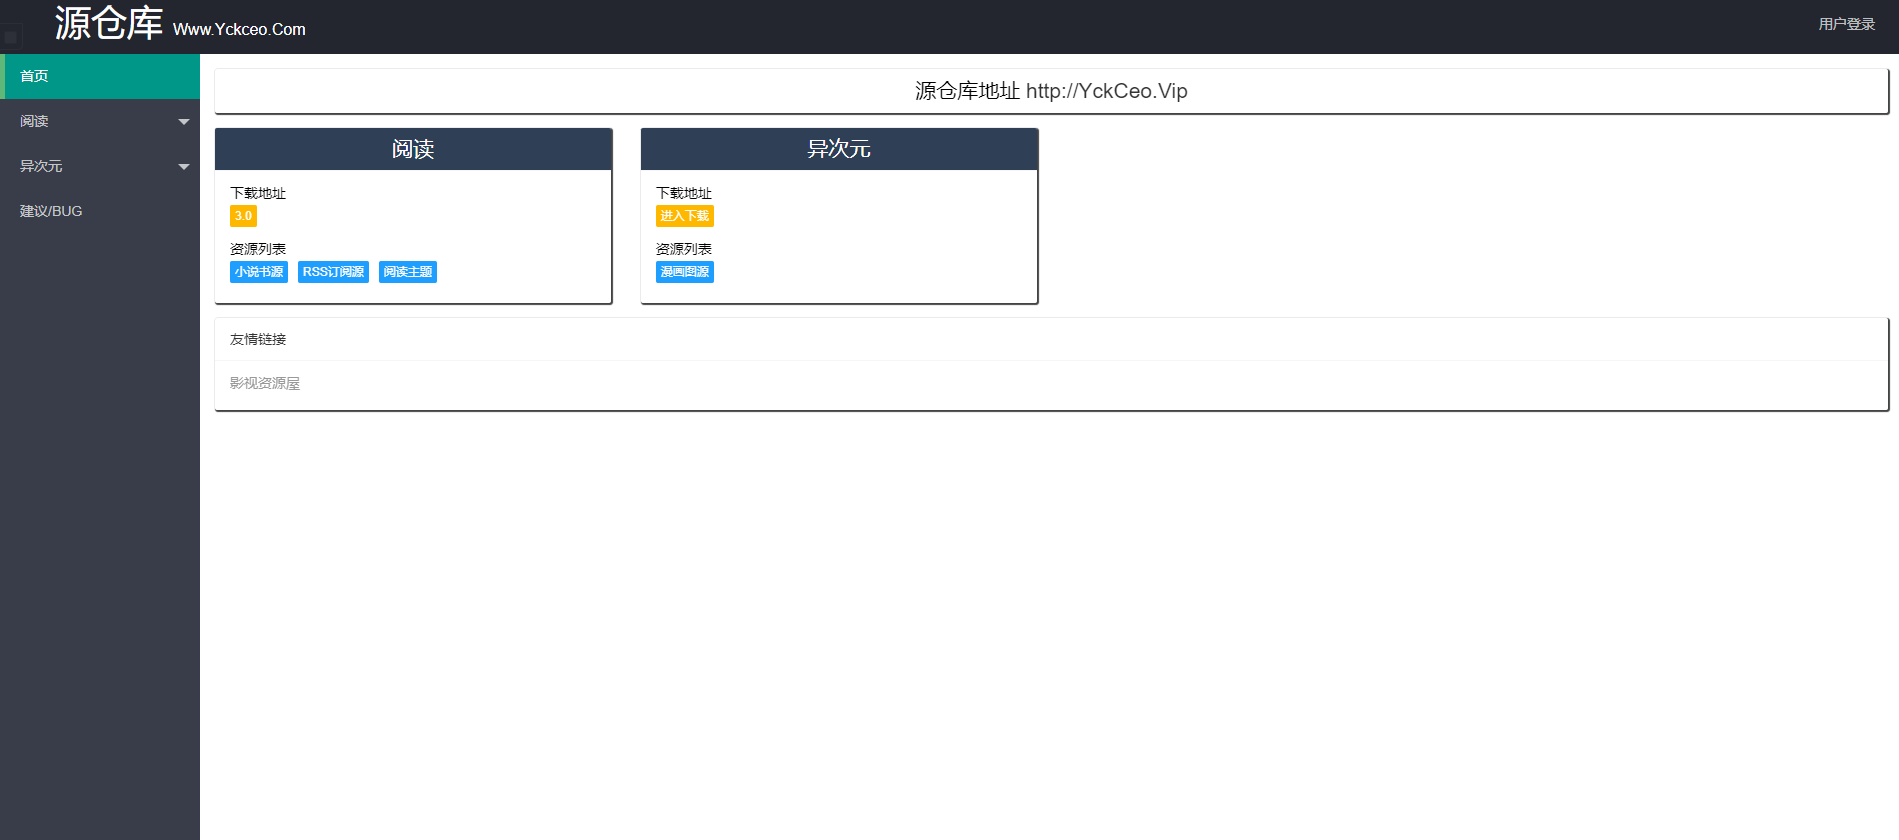 源仓库 Www.Yckceo.Com
用户登录
首页
阅读
异次元
建议/BUG
源仓库地址 http://YckCeo.Vip
阅读
下载地址
3.0
资源列表
小说书源 RSS订阅源 阅读主题
异次元
下载地址
进入下载
资源列表
漫画图源
友情链接
影视资源屋